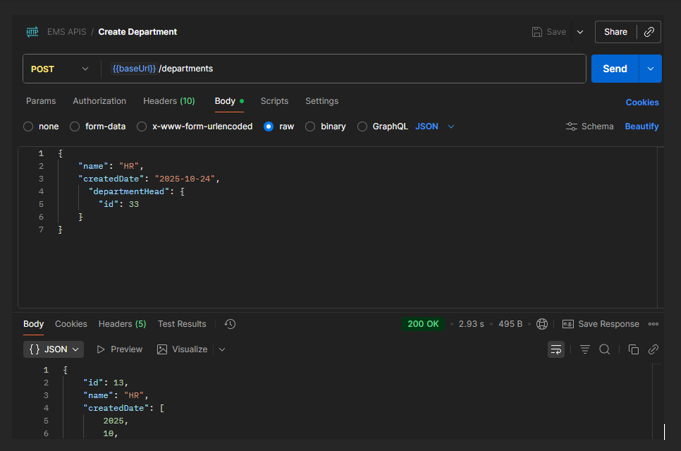 HTTP EMS APIS / Create Department Save Share
POST {{baseUrl}} /departments Send
Params Authorization Headers (10) Body Scripts Settings Cookies
none form-data x-www-form-urlencoded raw binary GraphQL JSON Schema Beautify
1 {
2 "name": "HR",
3 "createdDate": "2025-10-24",
4 "departmentHead": {
5 "id": 33
6 }
7 }
Body Cookies Headers (5) Test Results 200 OK • 2.93 s • 495 B • Save Response
{} JSON Preview Visualize
1 {
2 "id": 13,
3 "name": "HR",
4 "createdDate": [
5 2025,
6 10,